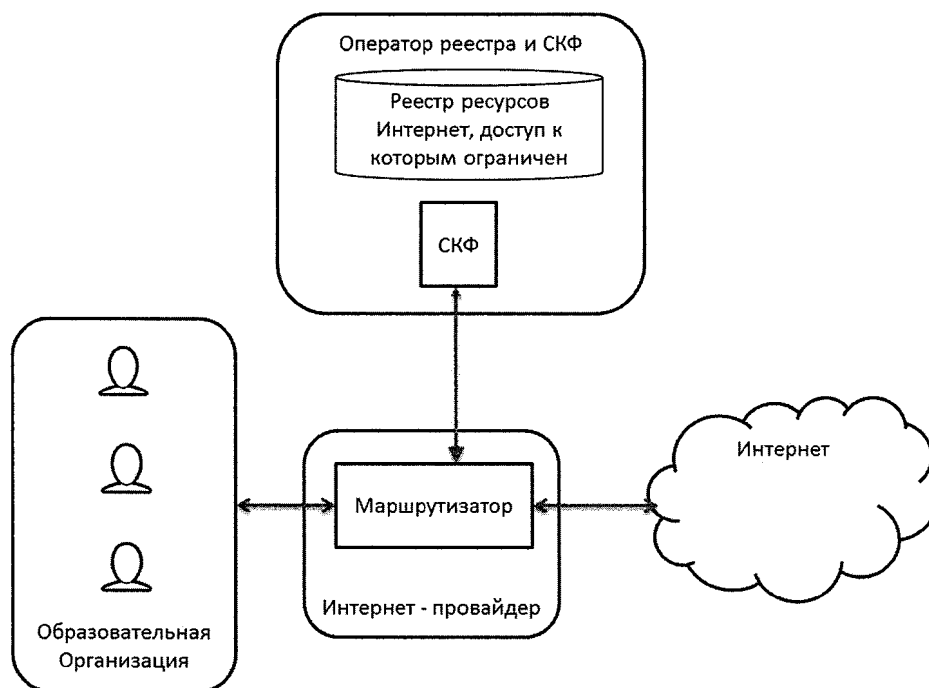 Оператор реестра и СКФ
Реестр ресурсов
Интернет, доступ к
которым ограничен
СКФ
Интернет
Маршрутизатор
Интернет - провайдер
Образовательная
Организация